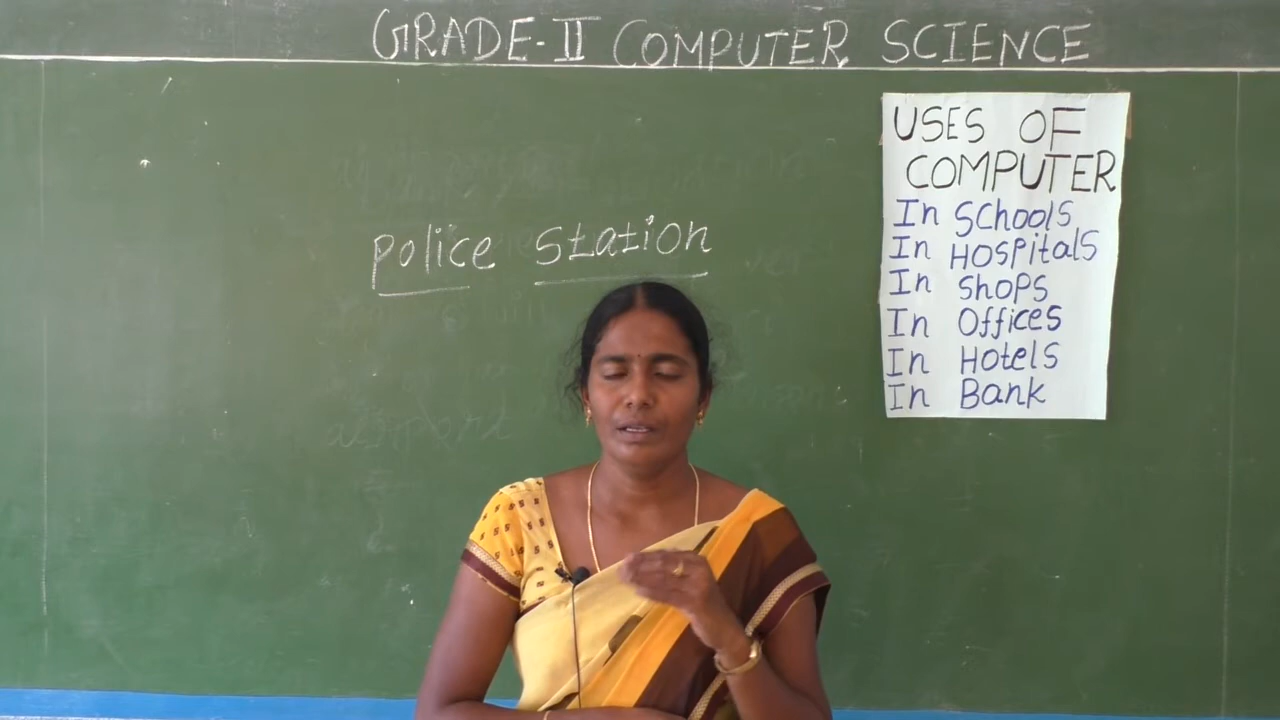 GRADE-II COMPUTER SCIENCE
police station
USES OF
COMPUTER
In Schools
In Hospitals
In Shops
In Offices
In Hotels
In Bank